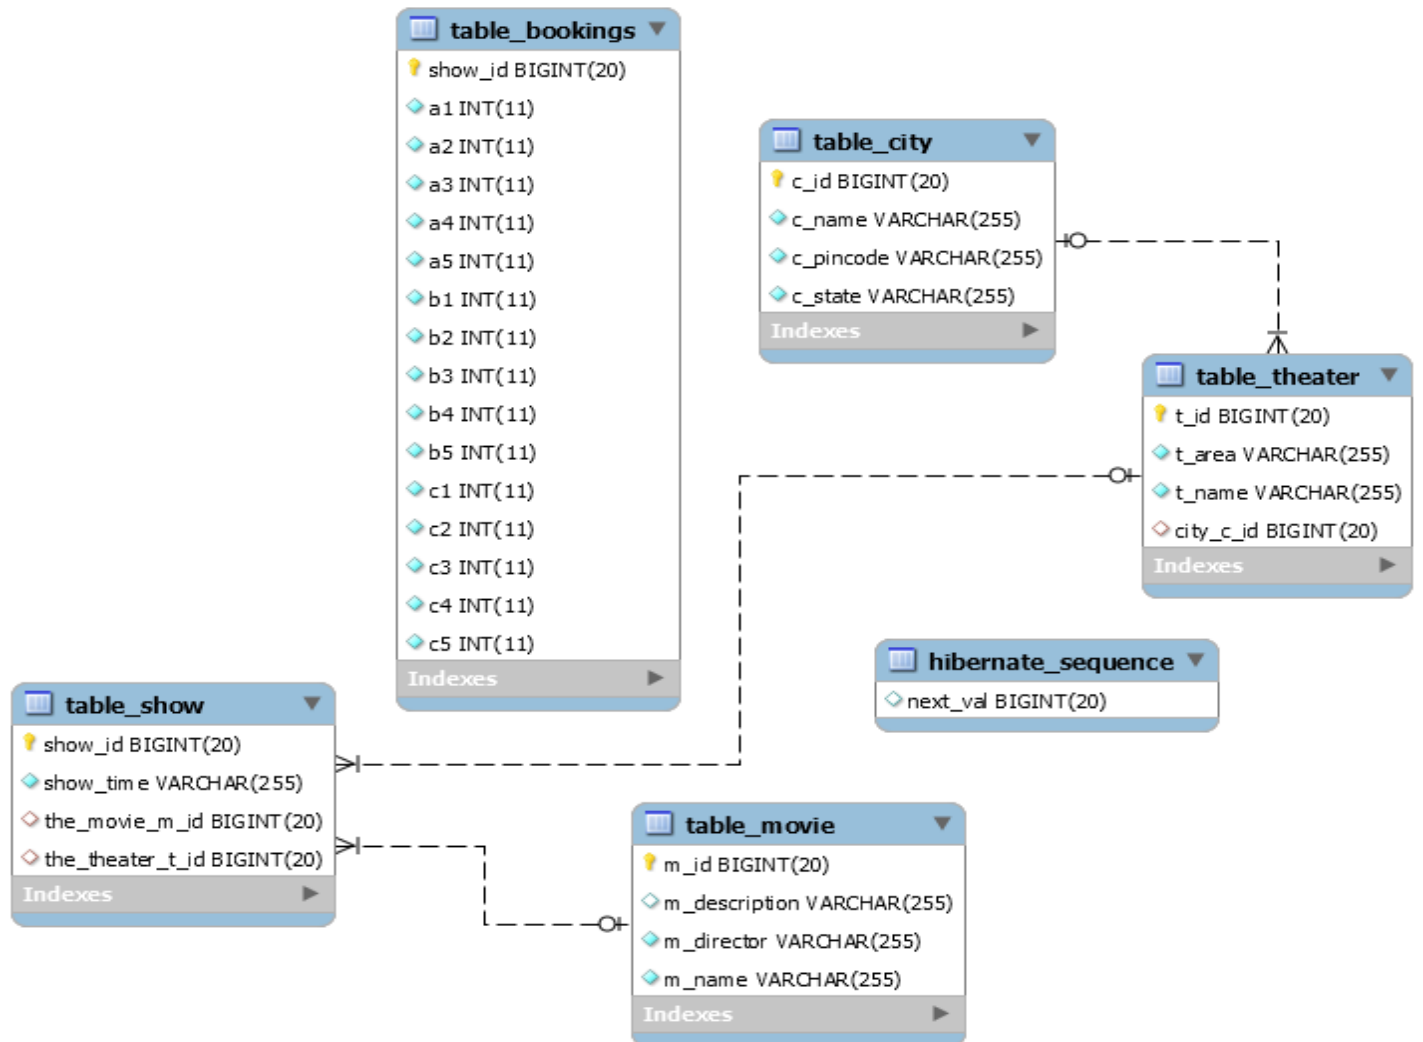 table_bookings
show_id BIGINT(20)
a1 INT(11)
a2 INT(11)
a3 INT(11)
a4 INT(11)
a5 INT(11)
b1 INT(11)
b2 INT(11)
b3 INT(11)
b4 INT(11)
b5 INT(11)
c1 INT(11)
c2 INT(11)
c3 INT(11)
c4 INT(11)
c5 INT(11)
Indexes
table_city
c_id BIGINT(20)
c_name VARCHAR(255)
c_pincode VARCHAR(255)
c_state VARCHAR(255)
Indexes
table_theater
t_id BIGINT(20)
t_area VARCHAR(255)
t_name VARCHAR(255)
city_c_id BIGINT(20)
Indexes
hibernate_sequence
next_val BIGINT(20)
table_show
show_id BIGINT(20)
show_time VARCHAR(255)
the_movie_m_id BIGINT(20)
the_theater_t_id BIGINT(20)
Indexes
table_movie
m_id BIGINT(20)
m_description VARCHAR(255)
m_director VARCHAR(255)
m_name VARCHAR(255)
Indexes